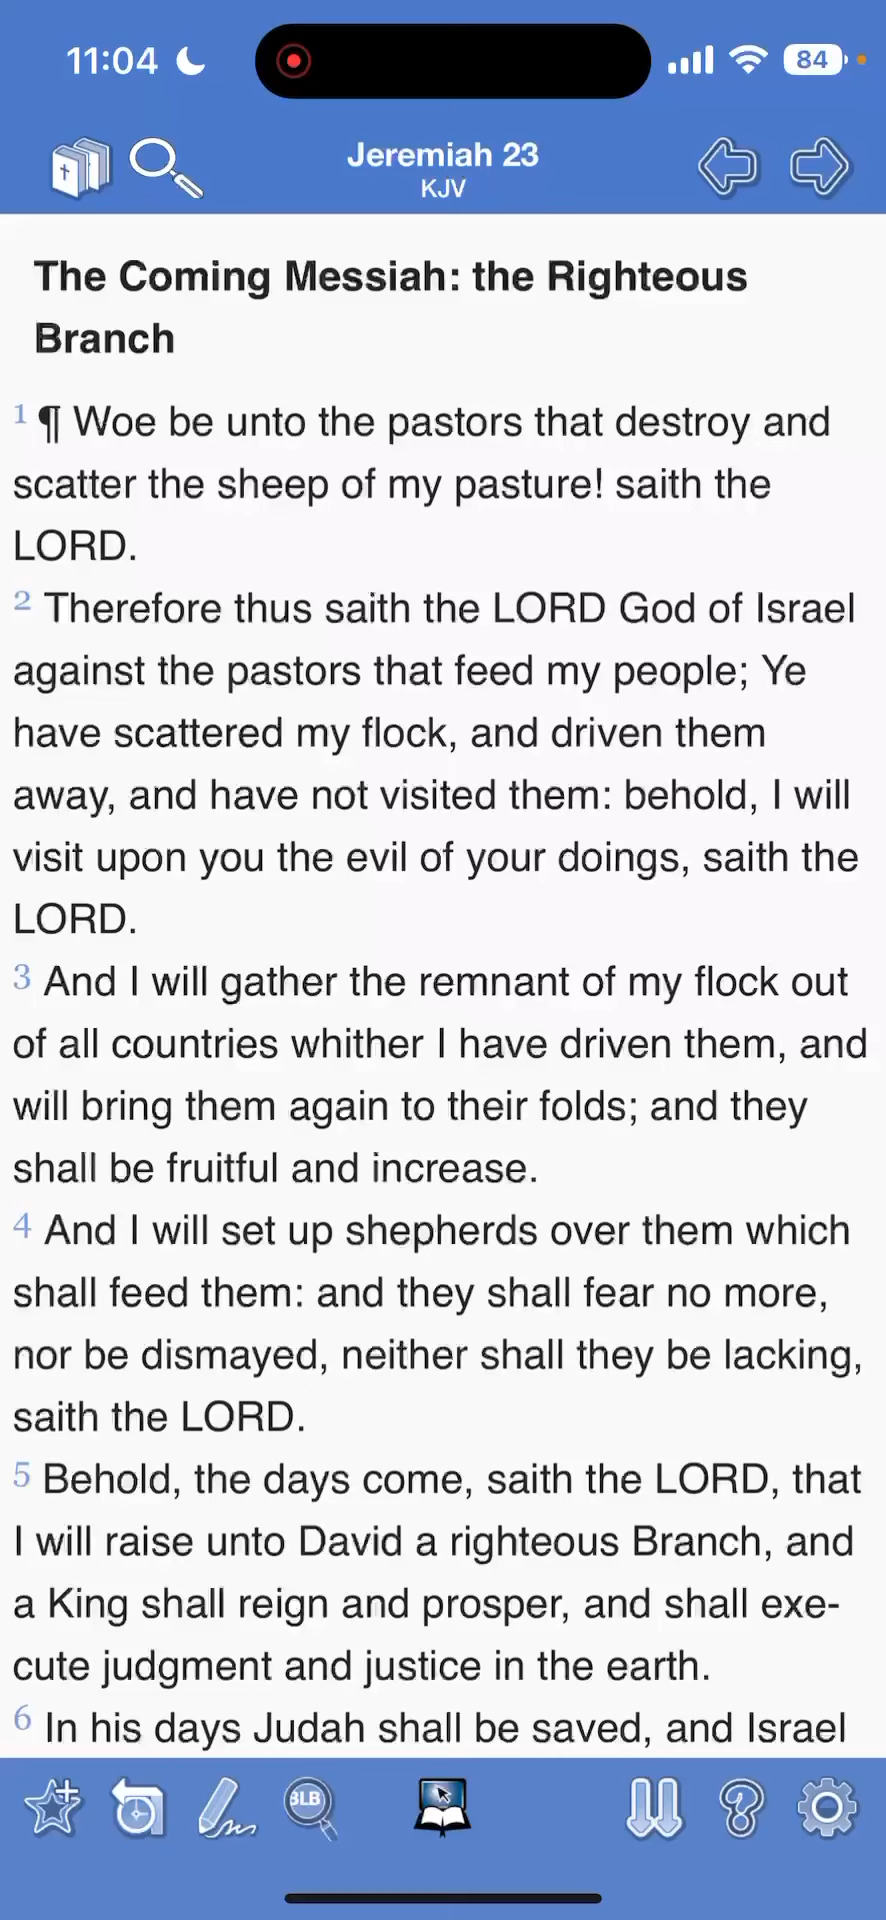 11:04
84
Jeremiah 23
KJV
The Coming Messiah: the Righteous
Branch
1 ¶ Woe be unto the pastors that destroy and
scatter the sheep of my pasture! saith the
LORD.
2 Therefore thus saith the LORD God of Israel
against the pastors that feed my people; Ye
have scattered my flock, and driven them
away, and have not visited them: behold, I will
visit upon you the evil of your doings, saith the
LORD.
3 And I will gather the remnant of my flock out
of all countries whither I have driven them, and
will bring them again to their folds; and they
shall be fruitful and increase.
4 And I will set up shepherds over them which
shall feed them: and they shall fear no more,
nor be dismayed, neither shall they be lacking,
saith the LORD.
5 Behold, the days come, saith the LORD, that
I will raise unto David a righteous Branch, and
a King shall reign and prosper, and shall exe-
cute judgment and justice in the earth.
6 In his days Judah shall be saved, and Israel
BLB